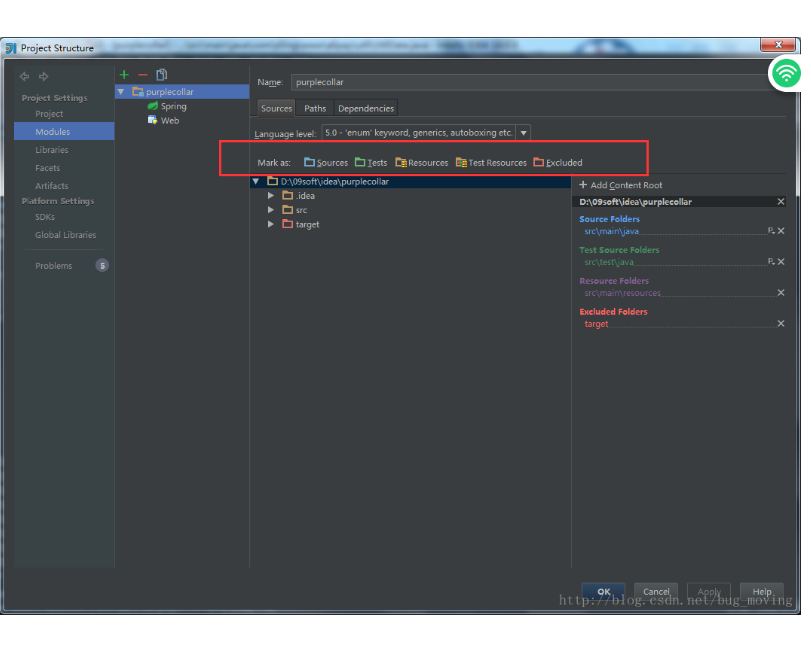 Project Structure
Project Settings
Project
Modules
Libraries
Facets
Artifacts
Platform Settings
SDKs
Global Libraries
Problems 5
purplecollar
Spring
Web
Name: purplecollar
Sources Paths Dependencies
Language level: 5.0 - 'enum' keyword, generics, autoboxing etc.
Mark as: Sources Tests Resources Test Resources Excluded
D:\09soft\idea\purplecollar
.idea
src
target
+ Add Content Root
D:\09soft\idea\purplecollar
Source Folders
src\main\java
Test Source Folders
src\test\java
Resource Folders
src\main\resources
Excluded Folders
target
OK Cancel Apply Help
http://blog.csdn.net/bug_moving